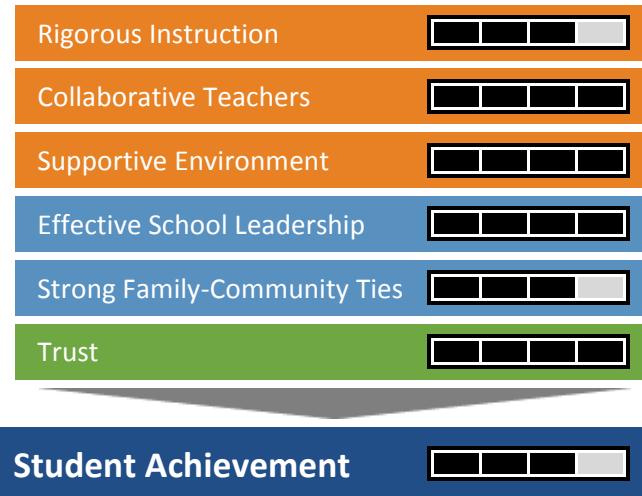 Rigorous Instruction
Collaborative Teachers
Supportive Environment
Effective School Leadership
Strong Family-Community Ties
Trust
Student Achievement